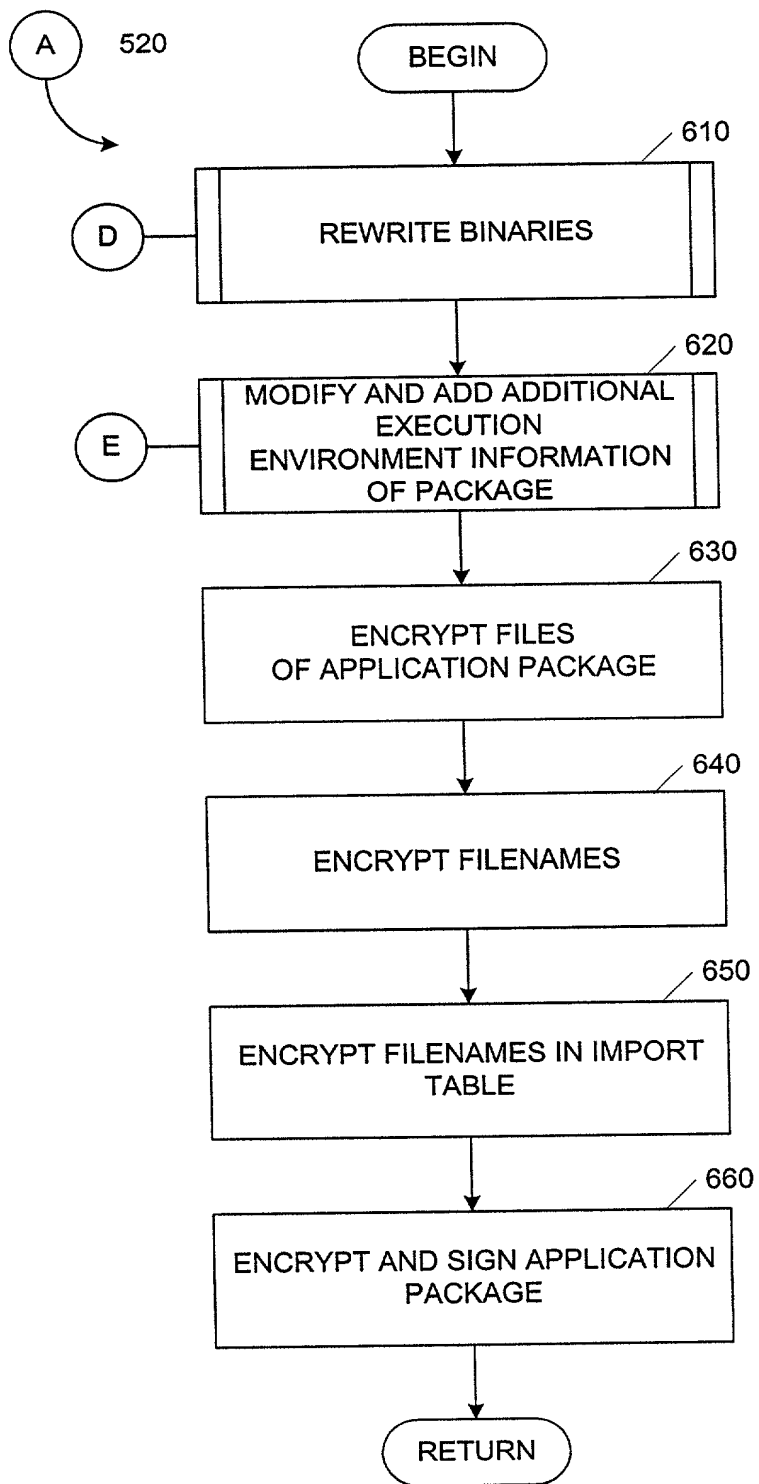 A
520
BEGIN
610
D
REWRITE BINARIES
620
E
MODIFY AND ADD ADDITIONAL
EXECUTION
ENVIRONMENT INFORMATION
OF PACKAGE
630
ENCRYPT FILES
OF APPLICATION PACKAGE
640
ENCRYPT FILENAMES
650
ENCRYPT FILENAMES IN IMPORT
TABLE
660
ENCRYPT AND SIGN APPLICATION
PACKAGE
RETURN